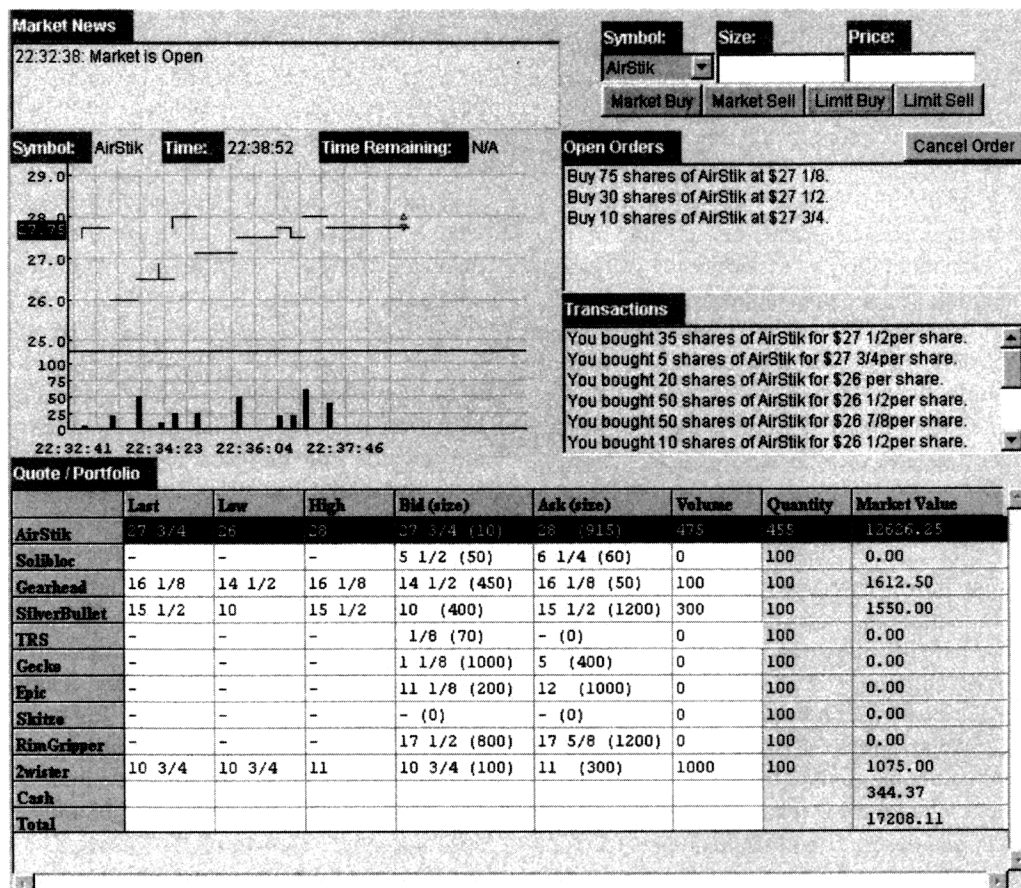 Market News
22:32:38: Market is Open
Symbol: Size: Price:
AirStik
Market Buy Market Sell Limit Buy Limit Sell
Symbol: AirStik Time: 22:38:52 Time Remaining: N/A
29.0
28.0
27.75
27.0
26.0
25.0
100
75
50
25
0
22:32:41 22:34:23 22:36:04 22:37:46
Open Orders Cancel Order
Buy 75 shares of AirStik at $27 1/8.
Buy 30 shares of AirStik at $27 1/2.
Buy 10 shares of AirStik at $27 3/4.
Transactions
You bought 35 shares of AirStik for $27 1/2per share.
You bought 5 shares of AirStik for $27 3/4per share.
You bought 20 shares of AirStik for $26 per share.
You bought 50 shares of AirStik for $26 1/2per share.
You bought 50 shares of AirStik for $26 7/8per share.
You bought 10 shares of AirStik for $26 1/2per share.
Quote / Portfolio
Last Low High Bid (size) Ask (size) Volume Quantity Market Value
AirStik 27 3/4 26 28 27 3/4 (10) 28 (915) 475 455 12626.25
Solibloc - - - 5 1/2 (50) 6 1/4 (60) 0 100 0.00
Gearhead 16 1/8 14 1/2 16 1/8 14 1/2 (450) 16 1/8 (50) 100 100 1612.50
SilverBullet 15 1/2 10 15 1/2 10 (400) 15 1/2 (1200) 300 100 1550.00
TRS - - - 1/8 (70) - (0) 0 100 0.00
Gecko - - - 1 1/8 (1000) 5 (400) 0 100 0.00
Epic - - - 11 1/8 (200) 12 (1000) 0 100 0.00
Skitzo - - - - (0) - (0) 0 100 0.00
RimGripper - - - 17 1/2 (800) 17 5/8 (1200) 0 100 0.00
2wister 10 3/4 10 3/4 11 10 3/4 (100) 11 (300) 1000 100 1075.00
Cash 344.37
Total 17208.11